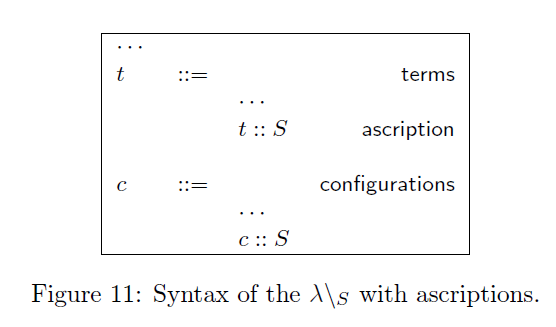 ...
t ::= terms
...
t :: S ascription
c ::= configurations
...
c :: S
Figure 11: Syntax of the λ\S with ascriptions.